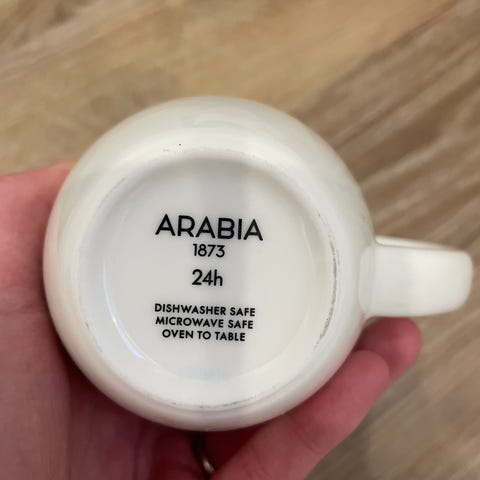 ARABIA
1873
24h
DISHWASHER SAFE
MICROWAVE SAFE
OVEN TO TABLE